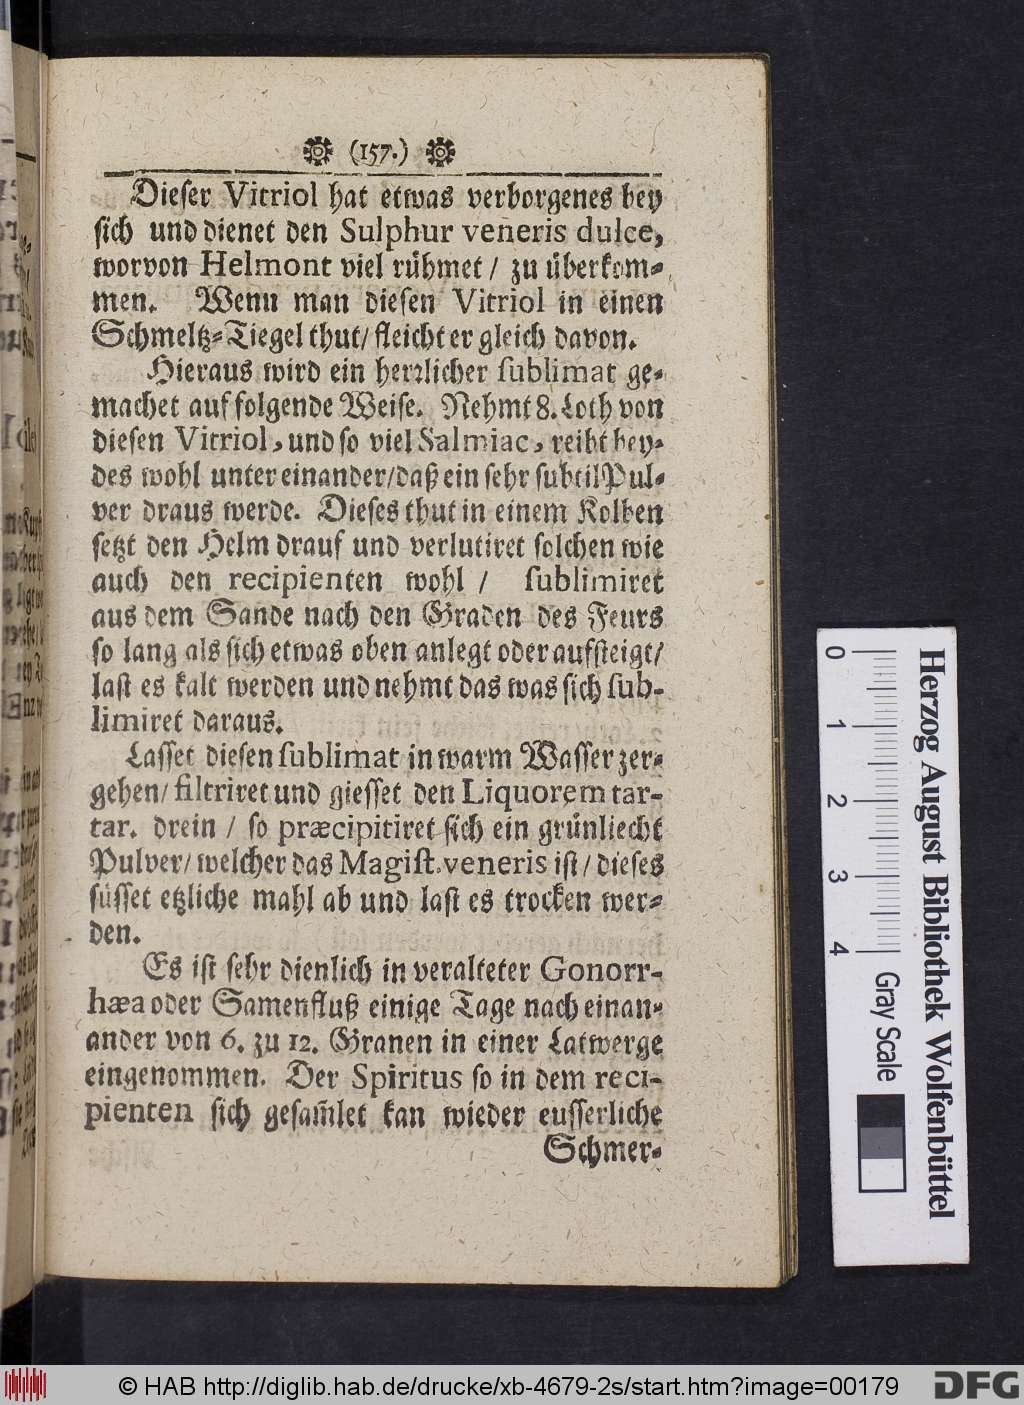 (157.)
Dieſer Vitriol hat etwas verborgenes bey
ſich und dienet den Sulphur veneris dulce,
worvon Helmont viel rühmet / zu überkom-
men. Wenn man dieſen Vitriol in einen
Schmeltz-Tiegel thut/ fleicht er gleich davon.
Hieraus wird ein herꝛlicher ſublimat ge-
machet auf folgende Weiſe. Nehmt 8. Loth von
dieſen Vitriol, und ſo viel Salmiac, reibt bey-
des wohl unter einander/ daß ein ſehr ſubtil Pul-
ver draus werde. Dieſes thut in einem Kolben
ſetzt den Helm drauf und verlutiret ſolchen wie
auch den recipienten wohl / ſublimiret
aus dem Sande nach den Graden des Feurs
ſo lang als ſich etwas oben anlegt oder aufſteigt/
laſt es kalt werden und nehmt das was ſich ſub-
limiret daraus.
Laſſet dieſen ſublimat in warm Waſſer zer-
gehen/ filtriret und gieſſet den Liquorem tar-
tar. drein / ſo præcipitiret ſich ein grünliecht
Pulver/ welcher das Magiſt. veneris iſt / dieſes
ſüſſet etzliche mahl ab und laſt es trocken wer-
den.
Es iſt ſehr dienlich in veralteter Gonorr-
hæa oder Samenfluß einige Tage nach einan-
ander von 6. zu 12. Granen in einer Latwerge
eingenommen. Der Spiritus ſo in dem reci-
pienten ſich geſam̃let kan wieder euſſerliche
Schmer-
0 1 2 3 4
Gray Scale
Herzog August Bibliothek Wolfenbüttel
© HAB http://diglib.hab.de/drucke/xb-4679-2s/start.htm?image=00179
DFG